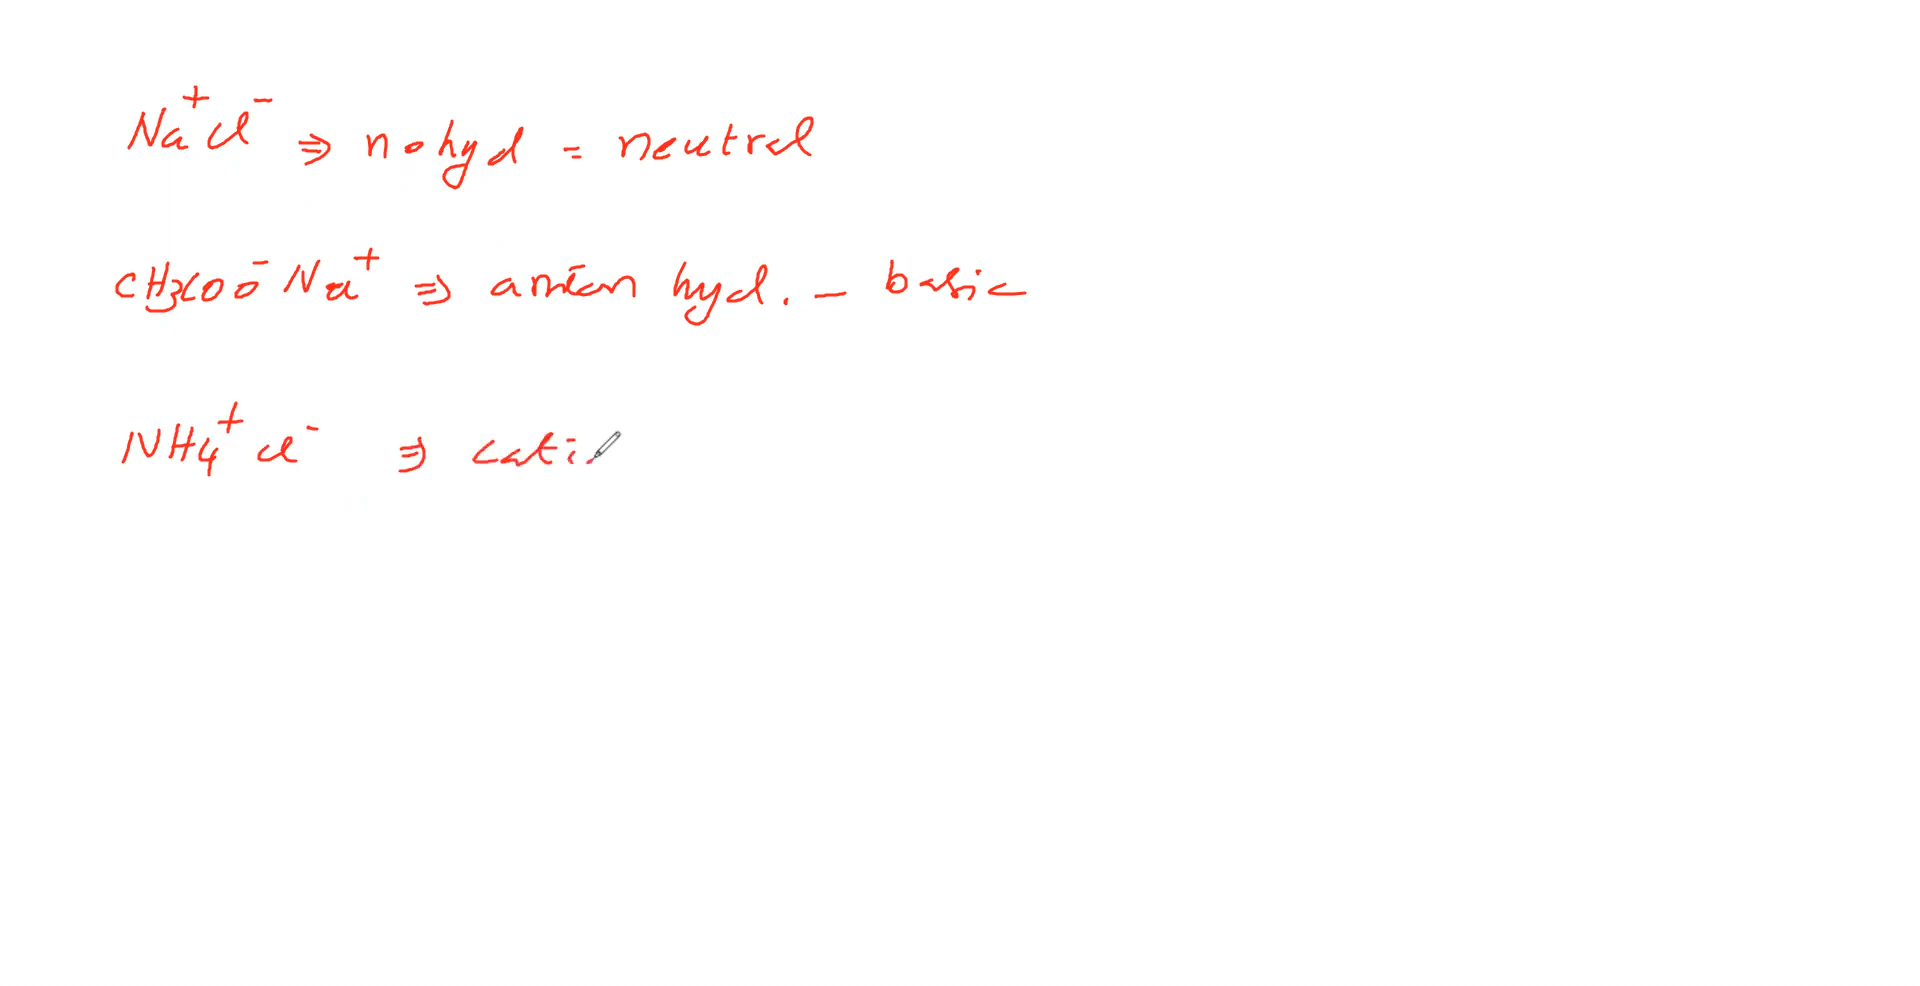 Na⁺Cl⁻ ⇒ no hyd = neutral
CH₃COO⁻ Na⁺ ⇒ anion hyd. – basic
NH₄⁺ Cl⁻ ⇒ cati